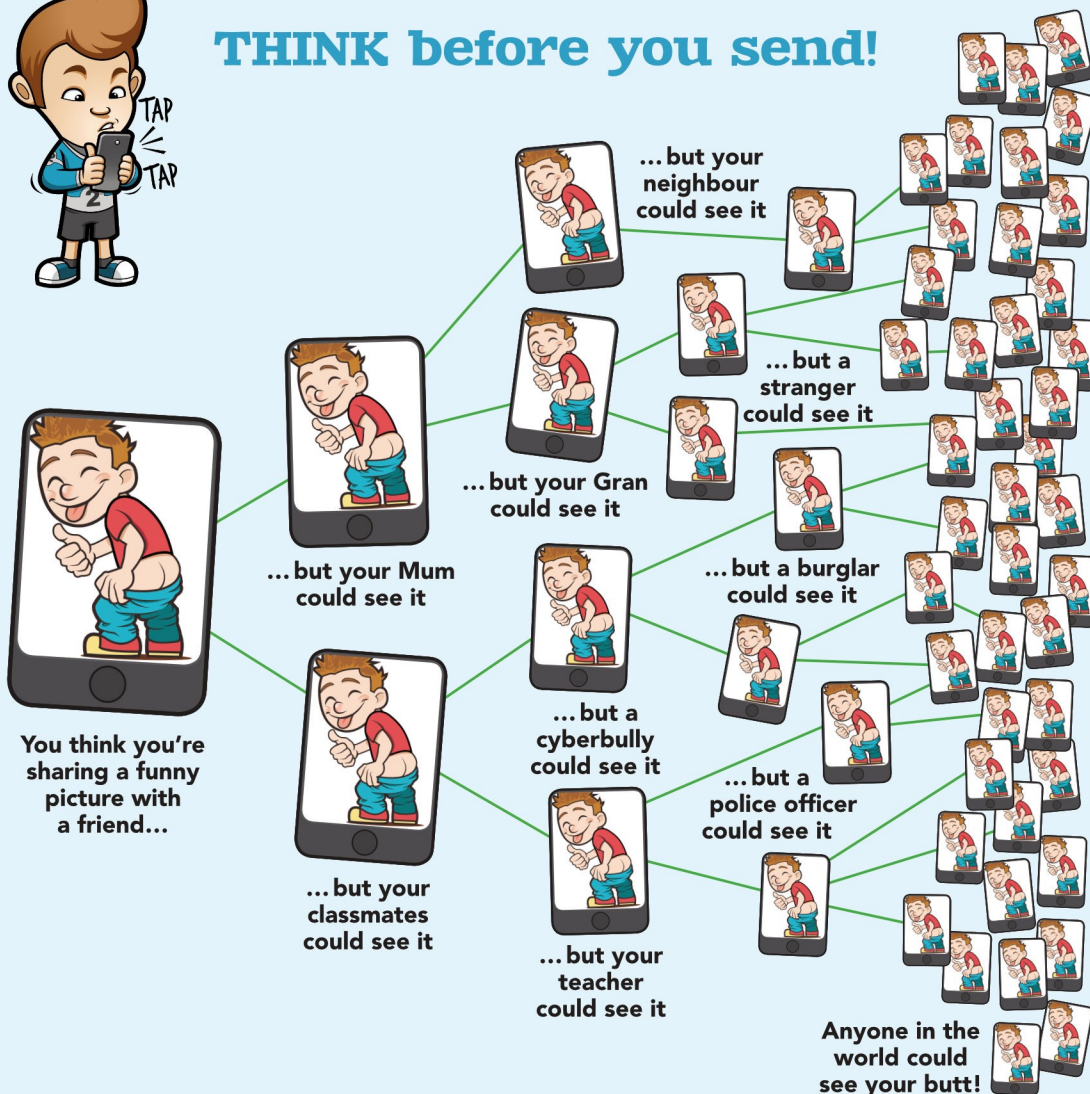 THINK before you send!
TAP
TAP
2
You think you're
sharing a funny
picture with
a friend...
...but your Mum
could see it
...but your
classmates
could see it
...but your
neighbour
could see it
...but your Gran
could see it
...but a
cyberbully
could see it
...but your
teacher
could see it
...but a
stranger
could see it
...but a burglar
could see it
...but a
police officer
could see it
Anyone in the
world could
see your butt!